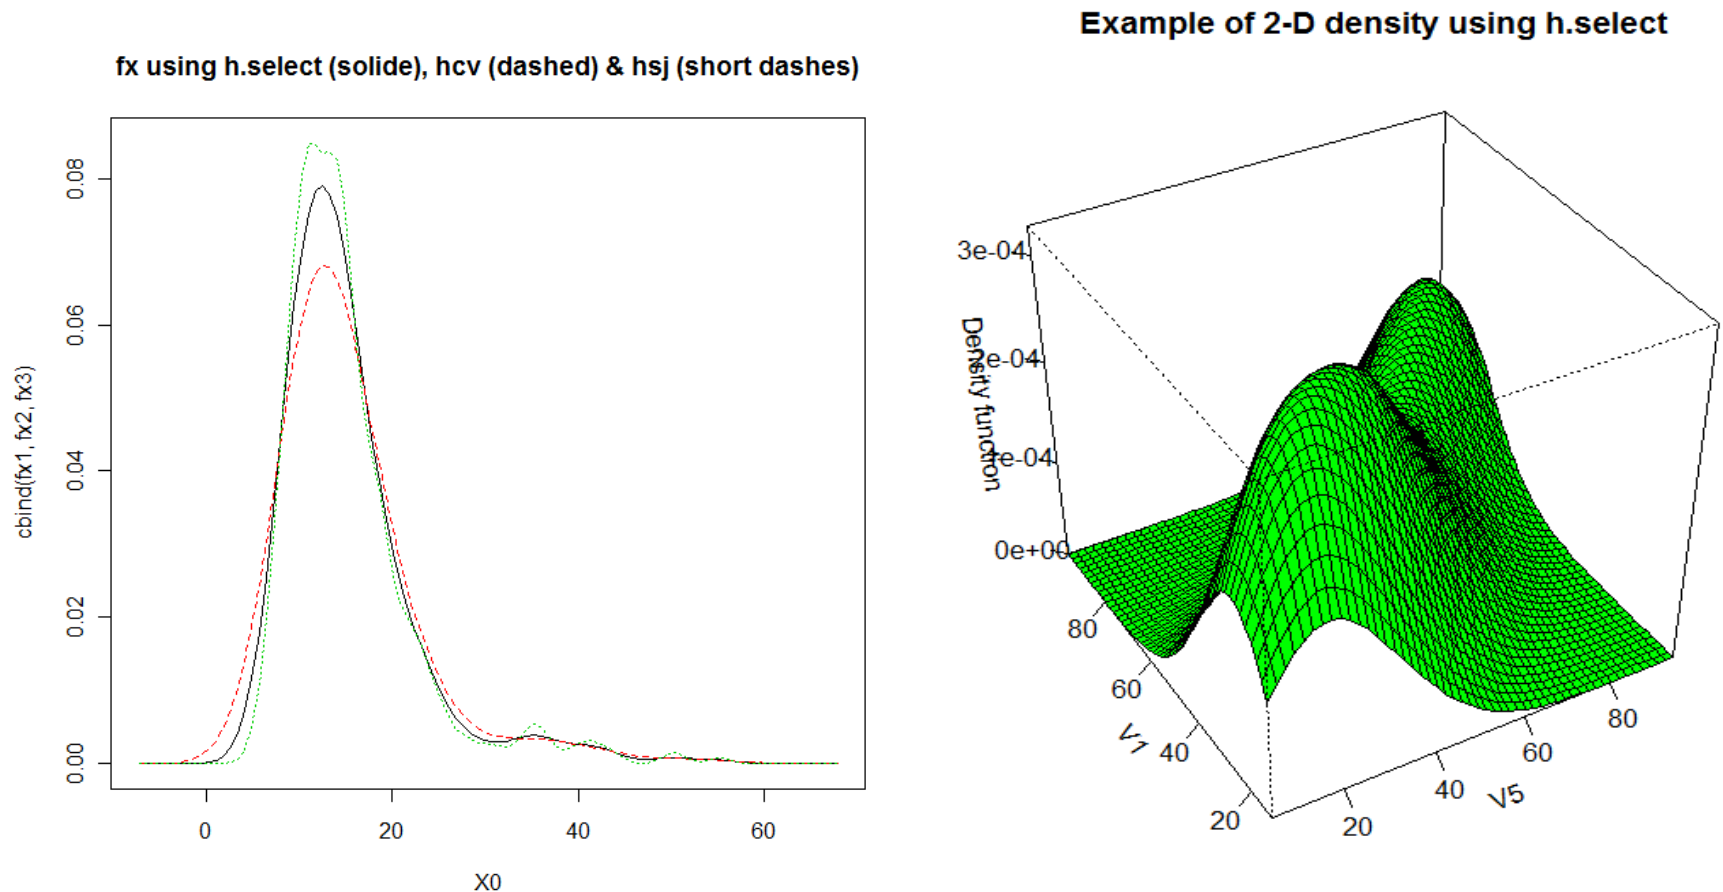 Example of 2-D density using h.select
fx using h.select (solide), hcv (dashed) & hsj (short dashes)
cbind(fx1, fx2, fx3)
0.08
0.06
0.04
0.02
0.00
0
20
40
60
X0
3e-04
2e-04
1e-04
0e+00
Density function
80
60
40
20
V1
20
40
60
80
V5